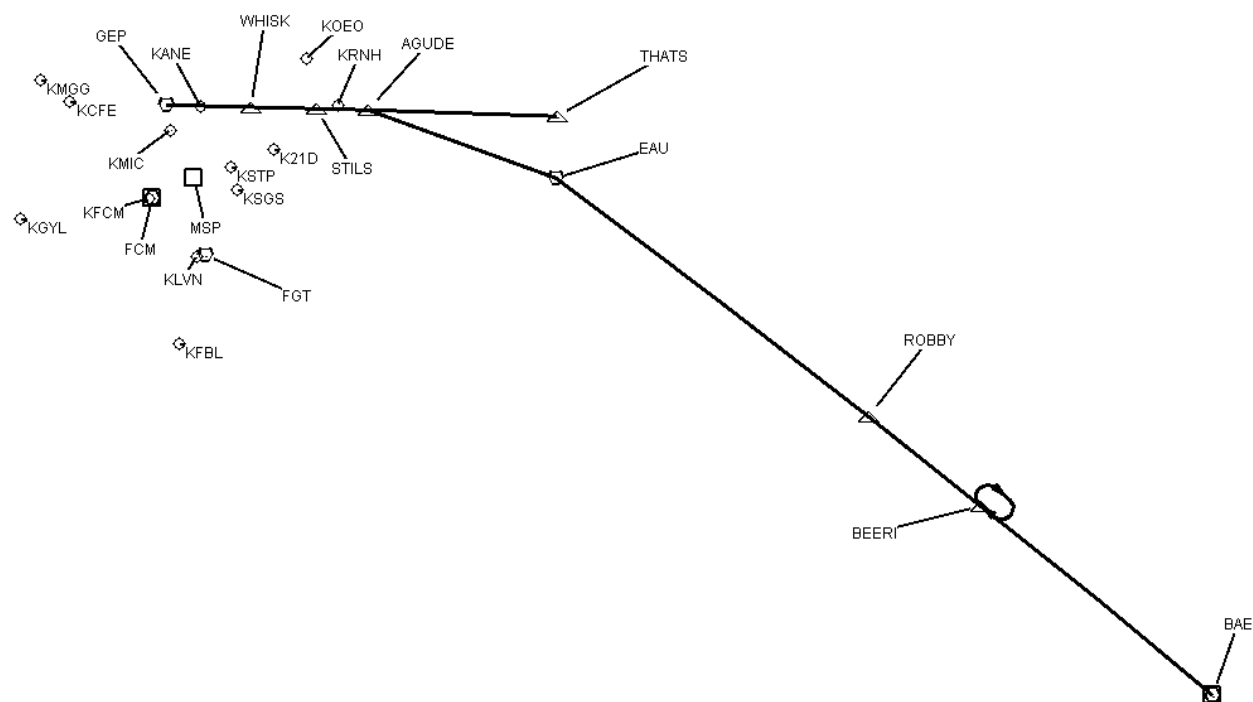 WHISK
KOEO
GEP
KANE
KRNH
AGUDE
THATS
KMGG
KCFE
KMIC
K21D
STILS
EAU
KSTP
KSGS
KFCM
MSP
KGYL
FCM
KLVN
FGT
KFBL
ROBBY
BEERI
BAE